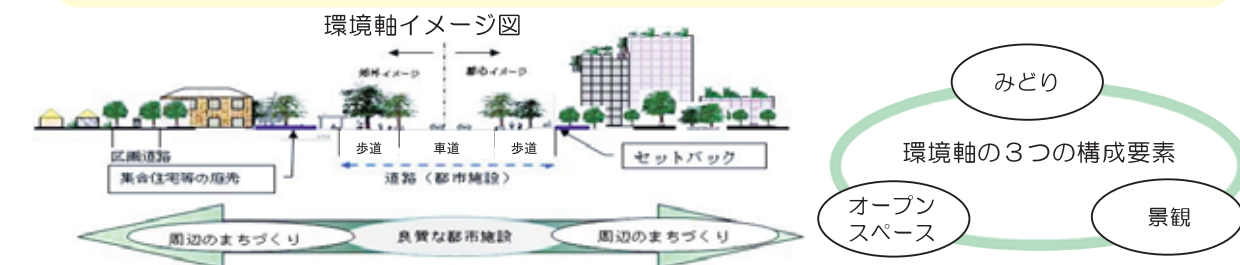 環境軸イメージ図
郊外イメージ
都心イメージ
歩道
車道
歩道
区画道路
集合住宅等の庭先
セットバック
道路(都市施設)
周辺のまちづくり
良質な都市施設
周辺のまちづくり
みどり
環境軸の3つの構成要素
オープン
スペース
景観